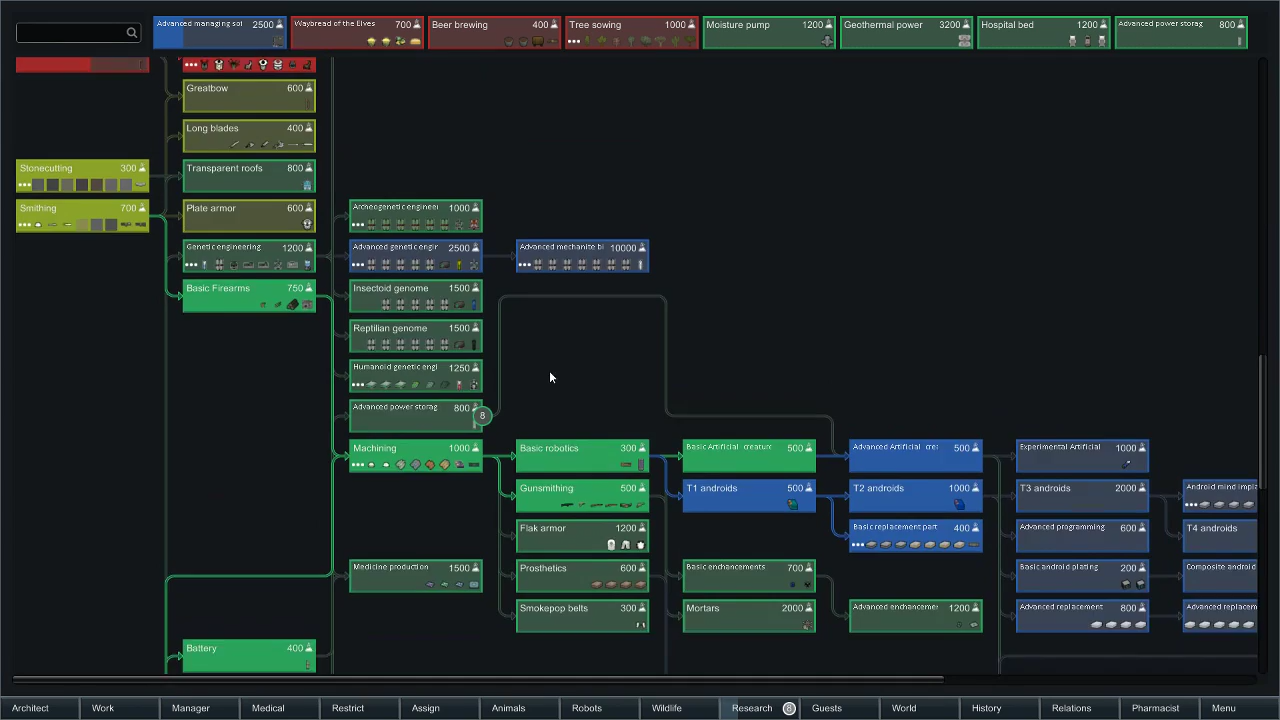 Advanced managing sol 2500
Waybread of the Elves 700
Beer brewing 400
Tree sowing 1000
Moisture pump 1200
Geothermal power 3200
Hospital bed 1200
Advanced power storag 800
Greatbow 600
Long blades 400
Stonecutting 300
Transparent roofs 800
Smithing 700
Plate armor 600
Archeogenetic engineei 1000
Genetic engineering 1200
Advanced genetic engir 2500
Advanced mechanite bi 10000
Basic Firearms 750
Insectoid genome 1500
Reptilian genome 1500
Humanoid genetic engi 1250
Advanced power storag 800
8
Machining 1000
Basic robotics 300
Basic Artificial creature 500
Advanced Artificial crei 500
Experimental Artificial 1000
Gunsmithing 500
T1 androids 500
T2 androids 1000
T3 androids 2000
Android mind impla
Flak armor 1200
Basic replacement part 400
Advanced programming 600
T4 androids
Medicine production 1500
Prosthetics 600
Basic enchancements 700
Basic android plating 200
Composite android
Smokepop belts 300
Mortars 2000
Advanced enchancemei 1200
Advanced replacement 800
Advanced replacem
Battery 400
Architect
Work
Manager
Medical
Restrict
Assign
Animals
Robots
Wildlife
Research 8
Guests
World
History
Relations
Pharmacist
Menu